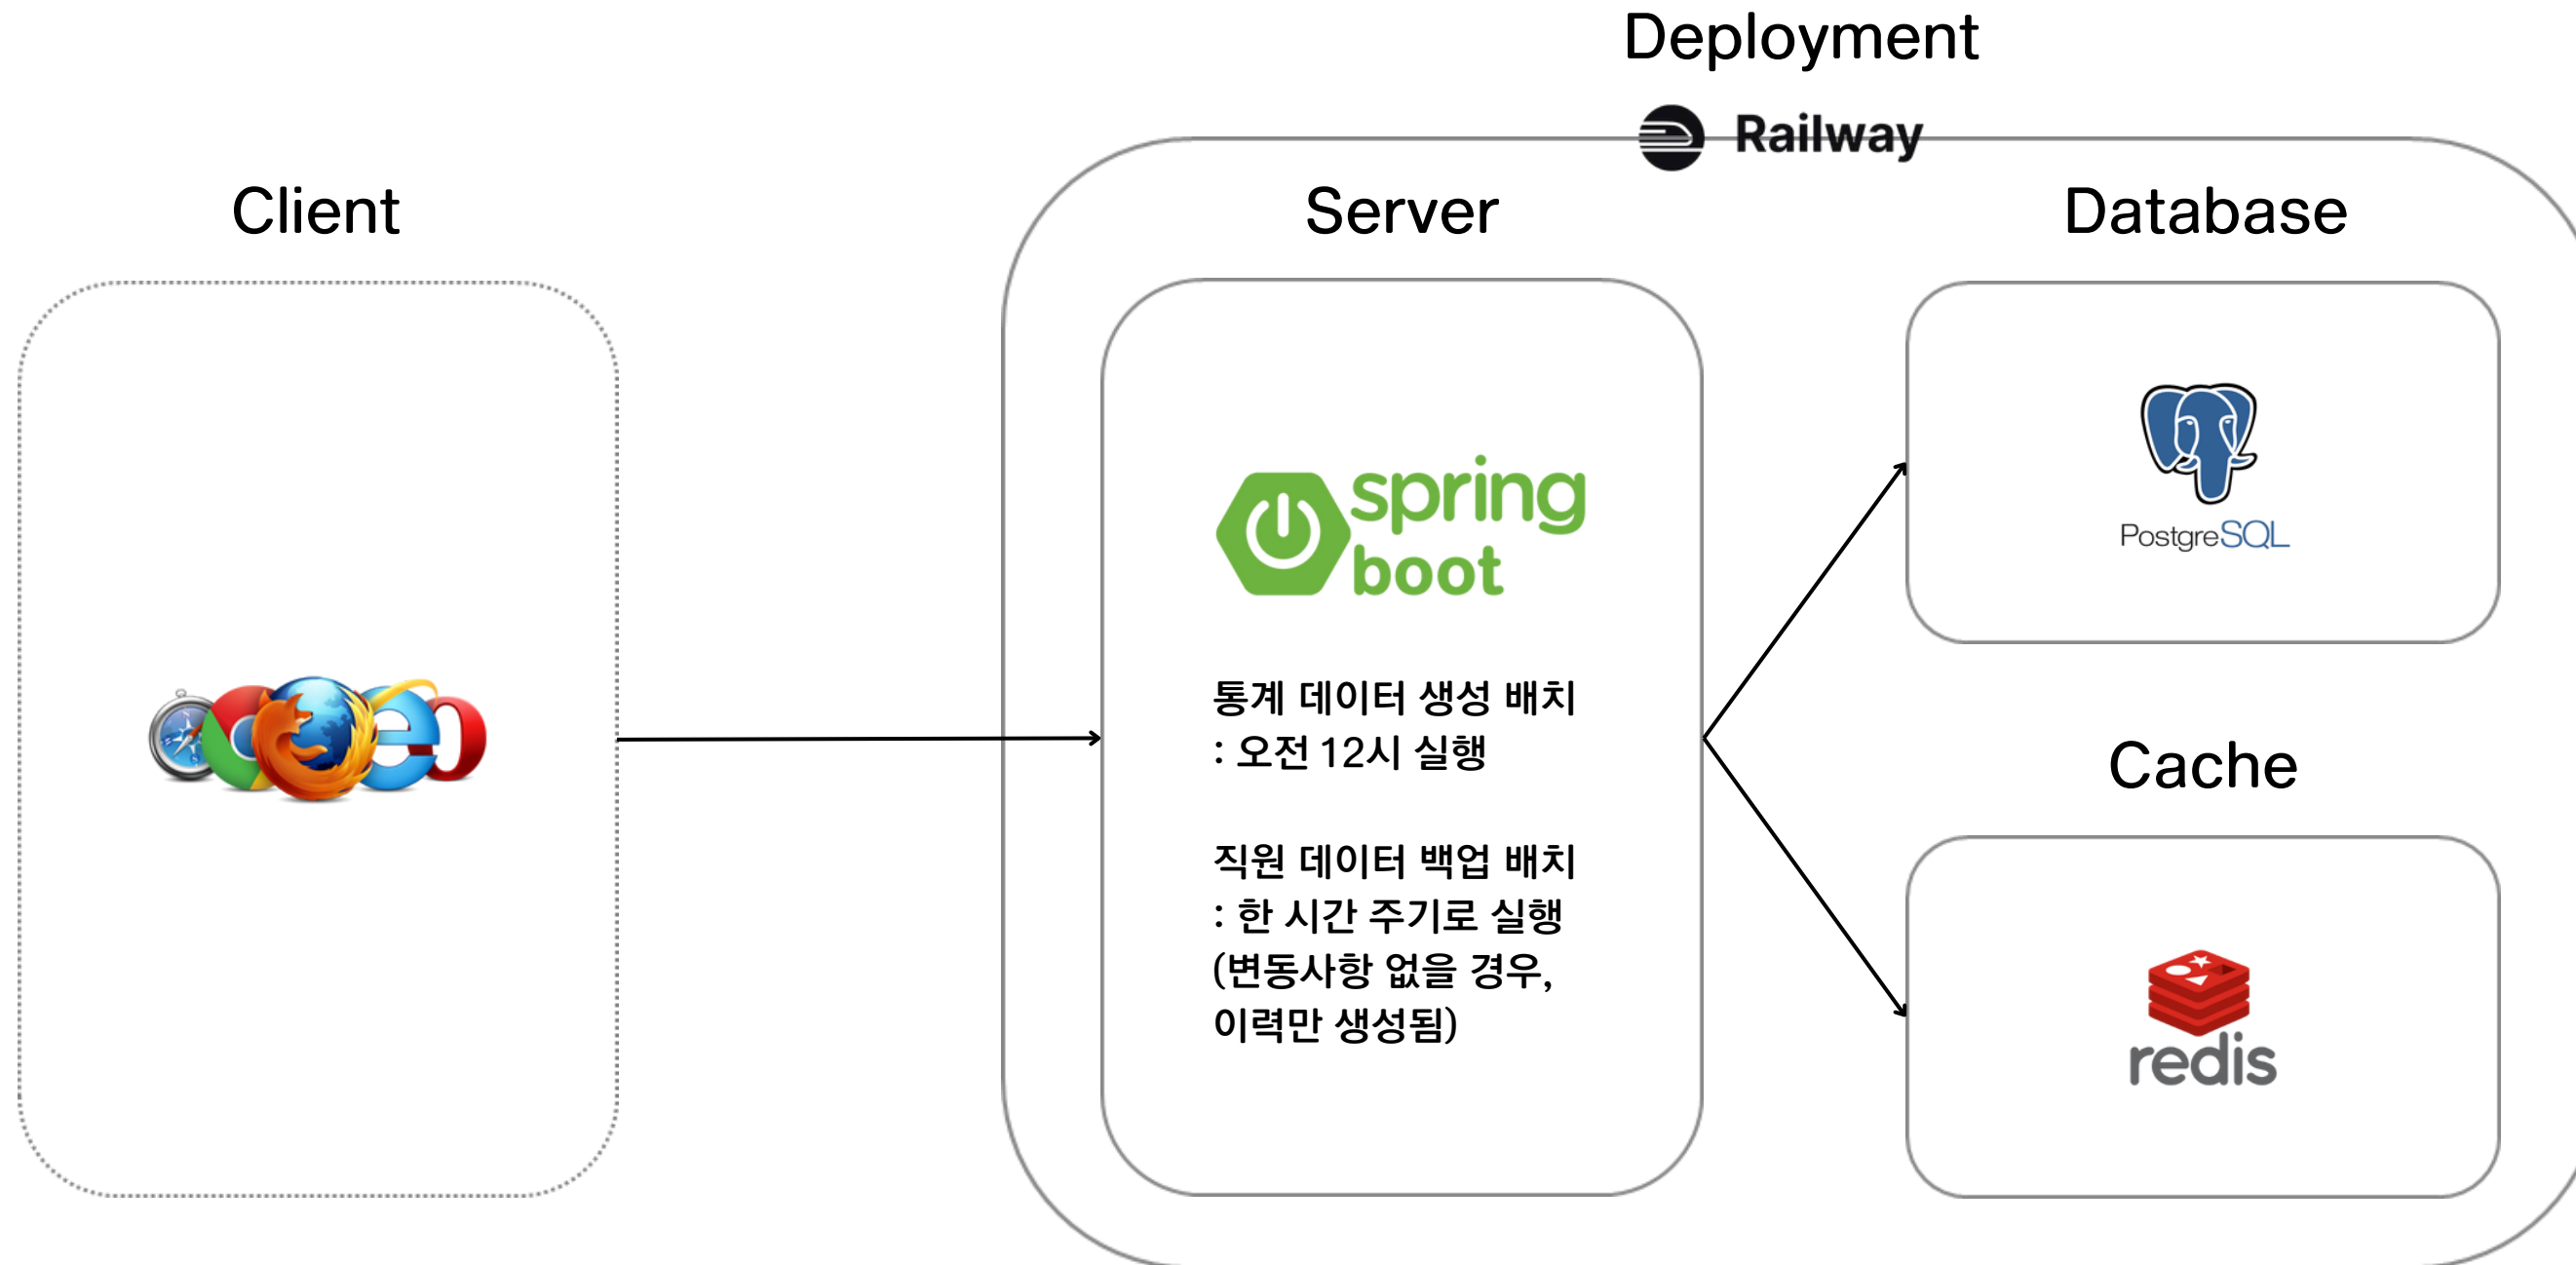 Deployment
Railway
Client
Server
Database
spring
boot
PostgreSQL
통계 데이터 생성 배치
: 오전 12시 실행
직원 데이터 백업 배치
: 한 시간 주기로 실행
(변동사항 없을 경우,
이력만 생성됨)
Cache
redis